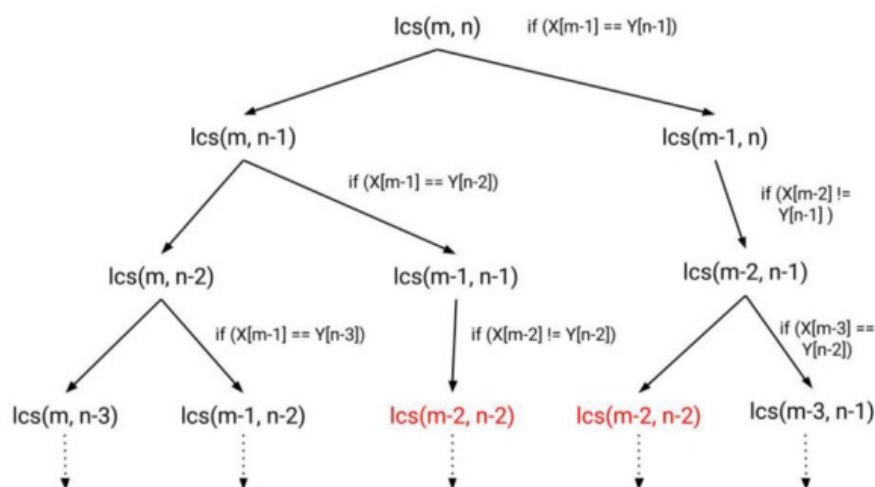 lcs(m, n) if (X[m-1] == Y[n-1])
lcs(m, n-1) lcs(m-1, n)
if (X[m-1] == Y[n-2])
if (X[m-2] !=
Y[n-1] )
lcs(m, n-2) lcs(m-1, n-1) lcs(m-2, n-1)
if (X[m-1] == Y[n-3])
if (X[m-2] != Y[n-2])
if (X[m-3] ==
Y[n-2])
lcs(m, n-3) lcs(m-1, n-2) lcs(m-2, n-2) lcs(m-2, n-2) lcs(m-3, n-1)